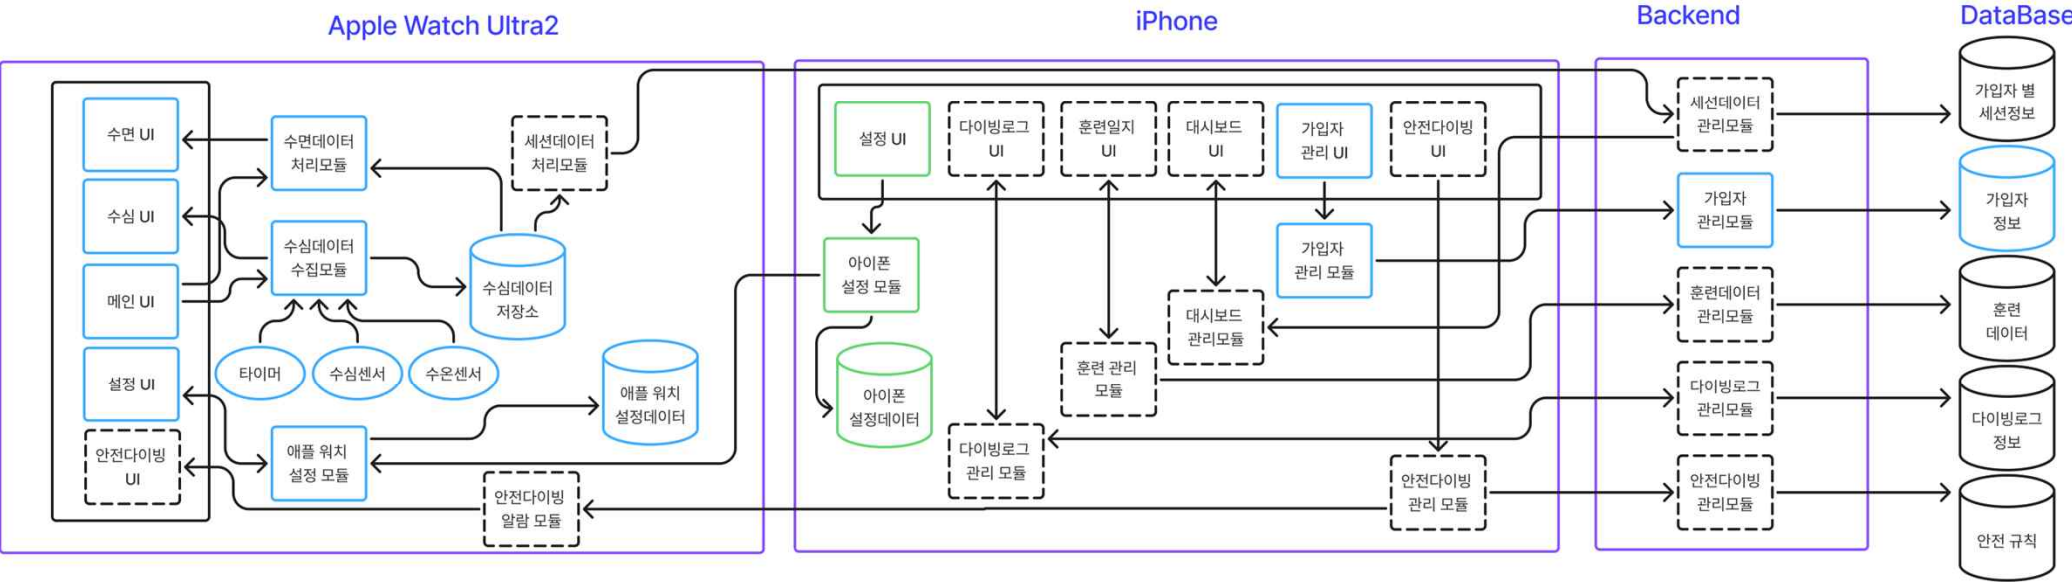 Apple Watch Ultra2
iPhone
Backend
DataBase
수면 UI
수심 UI
메인 UI
설정 UI
안전다이빙
UI
수면데이터
처리모듈
수심데이터
수집모듈
타이머
수심센서
수온센서
애플 워치
설정 모듈
세션데이터
처리모듈
수심데이터
저장소
애플 워치
설정데이터
안전다이빙
알람 모듈
설정 UI
다이빙로그
UI
훈련일지
UI
대시보드
UI
가입자
관리 UI
안전다이빙
UI
아이폰
설정 모듈
아이폰
설정데이터
다이빙로그
관리 모듈
훈련 관리
모듈
대시보드
관리모듈
가입자
관리 모듈
안전다이빙
관리 모듈
세션데이터
관리모듈
가입자
관리모듈
훈련데이터
관리모듈
다이빙로그
관리모듈
안전다이빙
관리모듈
가입자 별
세션정보
가입자
정보
훈련
데이터
다이빙로그
정보
안전 규칙